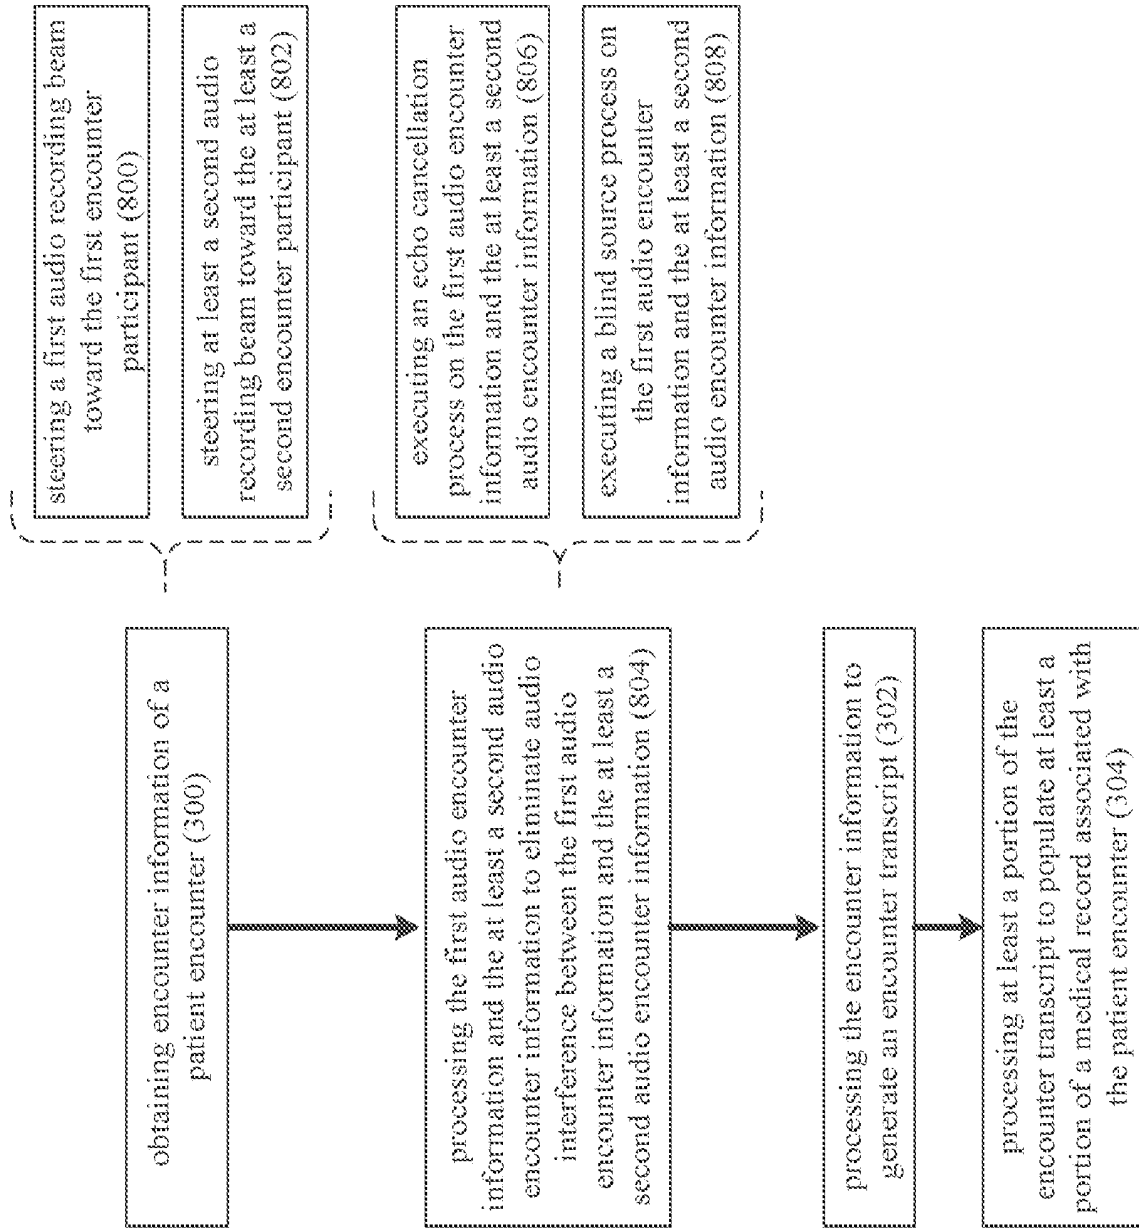 obtaining encounter information of a
patient encounter (300)
steering a first audio recording beam
toward the first encounter
participant (800)
steering at least a second audio
recording beam toward the at least a
second encounter participant (802)
processing the first audio encounter
information and the at least a second audio
encounter information to eliminate audio
interference between the first audio
encounter information and the at least a
second audio encounter information (804)
executing an echo cancellation
process on the first audio encounter
information and the at least a second
audio encounter information (806)
executing a blind source process on
the first audio encounter
information and the at least a second
audio encounter information (808)
processing the encounter information to
generate an encounter transcript (302)
processing at least a portion of the
encounter transcript to populate at least a
portion of a medical record associated with
the patient encounter (304)